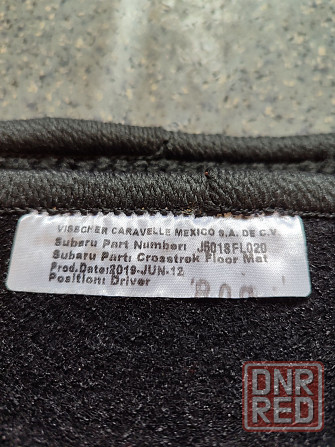 VISSCHER CARAVELLE MEXICO S.A. DE C.V
Subaru Part Number: J501SFL020
Subaru Part: Crosstrek Floor Mat
Prod.Date:2019-JUN-12
Position: Driver
DNR
RED